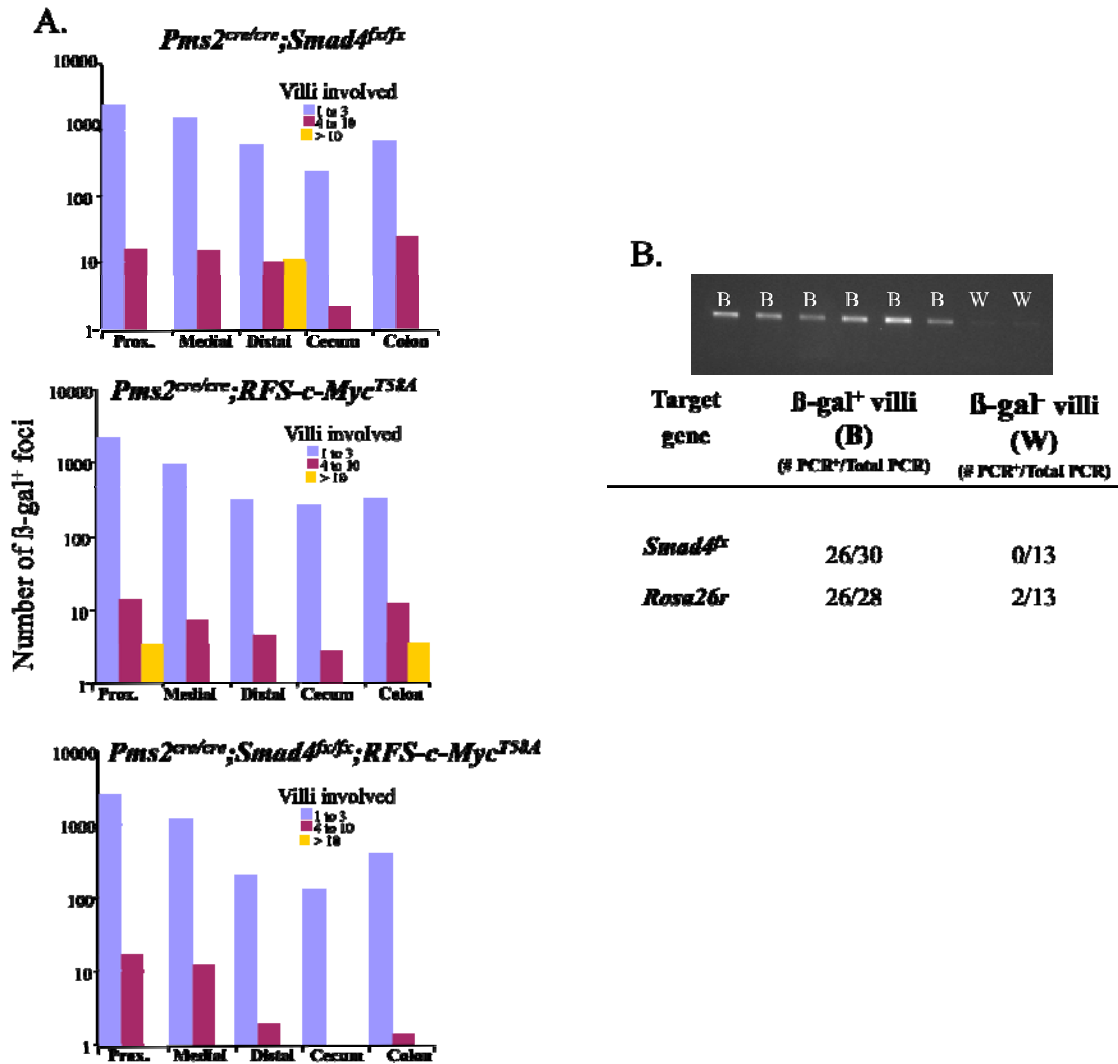 A.
Pms2cre/cre;Smad4fx/fx
10000
1000
100
10
1
Villi involved
1 to 3
4 to 10
> 10
Prox. Medial Distal Cecum Colon
Number of ß-gal+ foci
Pms2cre/cre;RFS-c-MycT58A
10000
1000
100
10
1
Villi involved
1 to 3
4 to 10
> 10
Prox. Medial Distal Cecum Colon
Pms2cre/cre;Smad4fx/fx;RFS-c-MycT58A
10000
1000
100
10
1
Villi involved
1 to 3
4 to 10
> 10
Prox. Medial Distal Cecum Colon
B.
B B B B B B W W
Target gene
ß-gal+ villi
(B)
(# PCR+/Total PCR)
ß-gal- villi
(W)
(# PCR+/Total PCR)
Smad4fx 26/30 0/13
Rosa26r 26/28 2/13